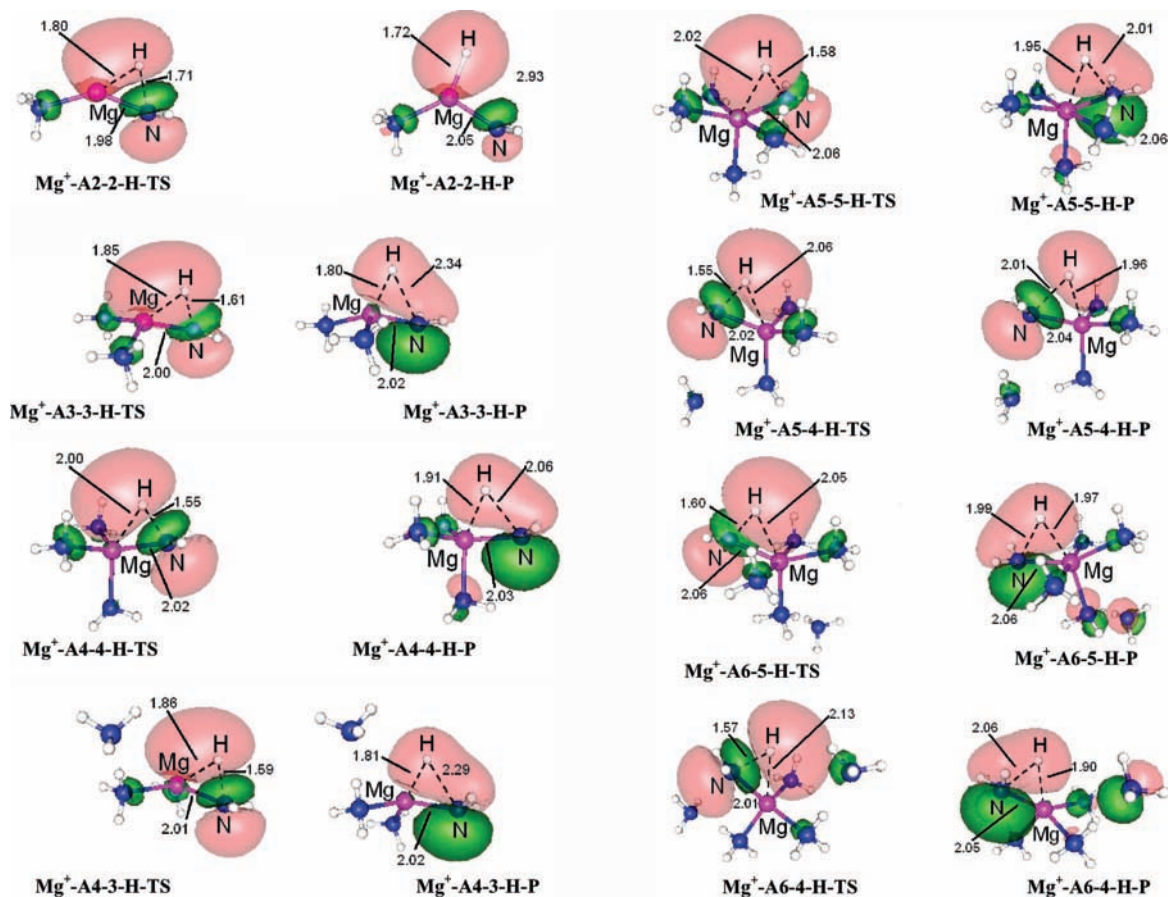 1.80
H
1.71
Mg
N
1.98
Mg⁺-A2-2-H-TS
1.72
H
2.93
Mg
N
2.05
Mg⁺-A2-2-H-P
2.02
H
1.58
Mg
N
2.06
Mg⁺-A5-5-H-TS
1.95
H
2.01
Mg
N
2.06
Mg⁺-A5-5-H-P
1.85
H
Mg
1.61
N
2.00
Mg⁺-A3-3-H-TS
1.80
H
2.34
Mg
N
2.02
Mg⁺-A3-3-H-P
1.55
H
2.06
N
2.02
Mg
Mg⁺-A5-4-H-TS
2.01
H
1.96
N
2.04
Mg
Mg⁺-A5-4-H-P
2.00
H
1.55
Mg
N
2.02
Mg⁺-A4-4-H-TS
1.91
H
2.06
Mg
N
2.03
Mg⁺-A4-4-H-P
1.60
H
2.05
N
Mg
2.06
Mg⁺-A6-5-H-TS
1.99
H
1.97
N
Mg
2.06
Mg⁺-A6-5-H-P
1.86
H
Mg
1.59
N
2.01
Mg⁺-A4-3-H-TS
1.81
H
2.29
Mg
N
2.02
Mg⁺-A4-3-H-P
1.57
H
2.13
N
2.01
Mg
Mg⁺-A6-4-H-TS
2.06
H
1.90
N
Mg
2.05
Mg⁺-A6-4-H-P